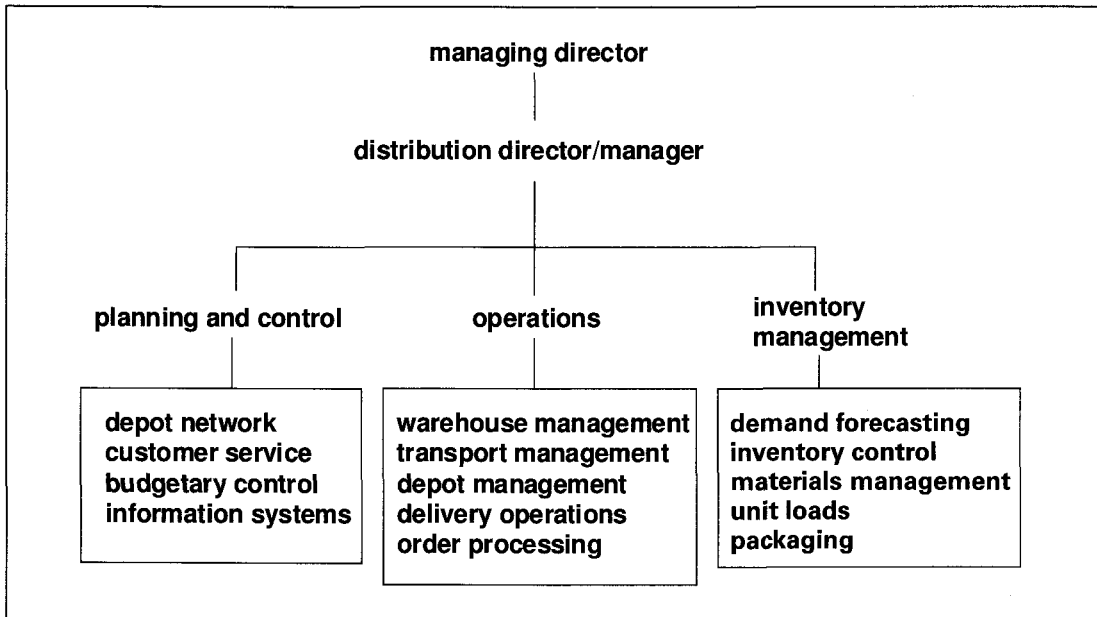 managing director
distribution director/manager
planning and control
operations
inventory
management
depot network
customer service
budgetary control
information systems
warehouse management
transport management
depot management
delivery operations
order processing
demand forecasting
inventory control
materials management
unit loads
packaging